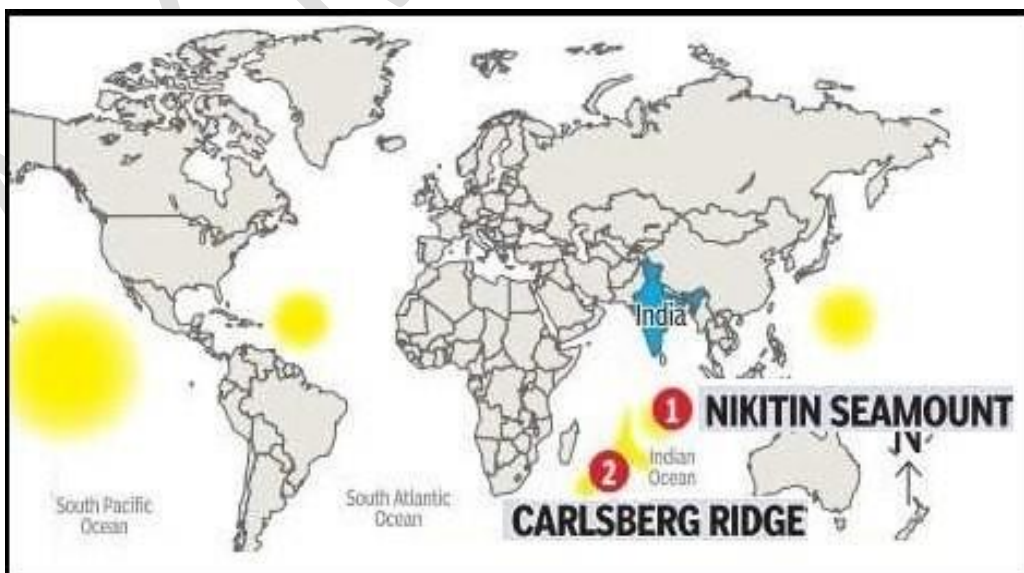 India
1 NIKITIN SEAMOUNT
N
2
Indian
Ocean
South Pacific
Ocean
South Atlantic
Ocean
CARLSBERG RIDGE